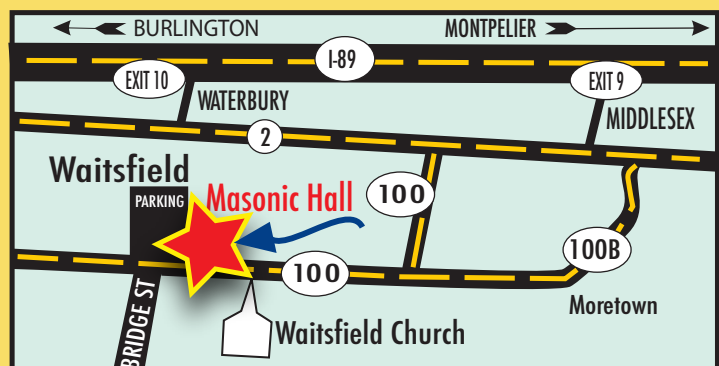 BURLINGTON
MONTPELIER
I-89
EXIT 10
EXIT 9
WATERBURY
MIDDLESEX
2
Waitsfield
PARKING
Masonic Hall
100
100
100B
Moretown
BRIDGE ST
Waitsfield Church